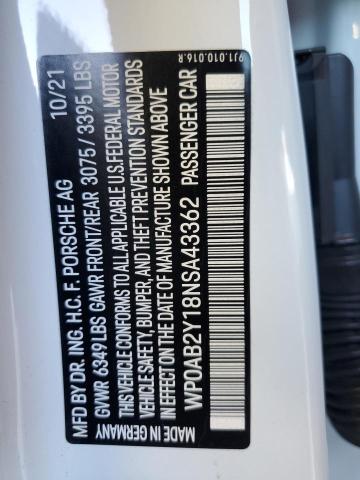 9J1.010.016.R
MFD BY DR. ING. H.C. F. PORSCHE AG 10/21
GVWR 6349 LBS GAWR FRONT/REAR 3075 / 3395 LBS
THIS VEHICLE CONFORMS TO ALL APPLICABLE U.S. FEDERAL MOTOR
VEHICLE SAFETY, BUMPER, AND THEFT PREVENTION STANDARDS
IN EFFECT ON THE DATE OF MANUFACTURE SHOWN ABOVE
WP0AB2Y18NSA43362 PASSENGER CAR
MADE IN GERMANY